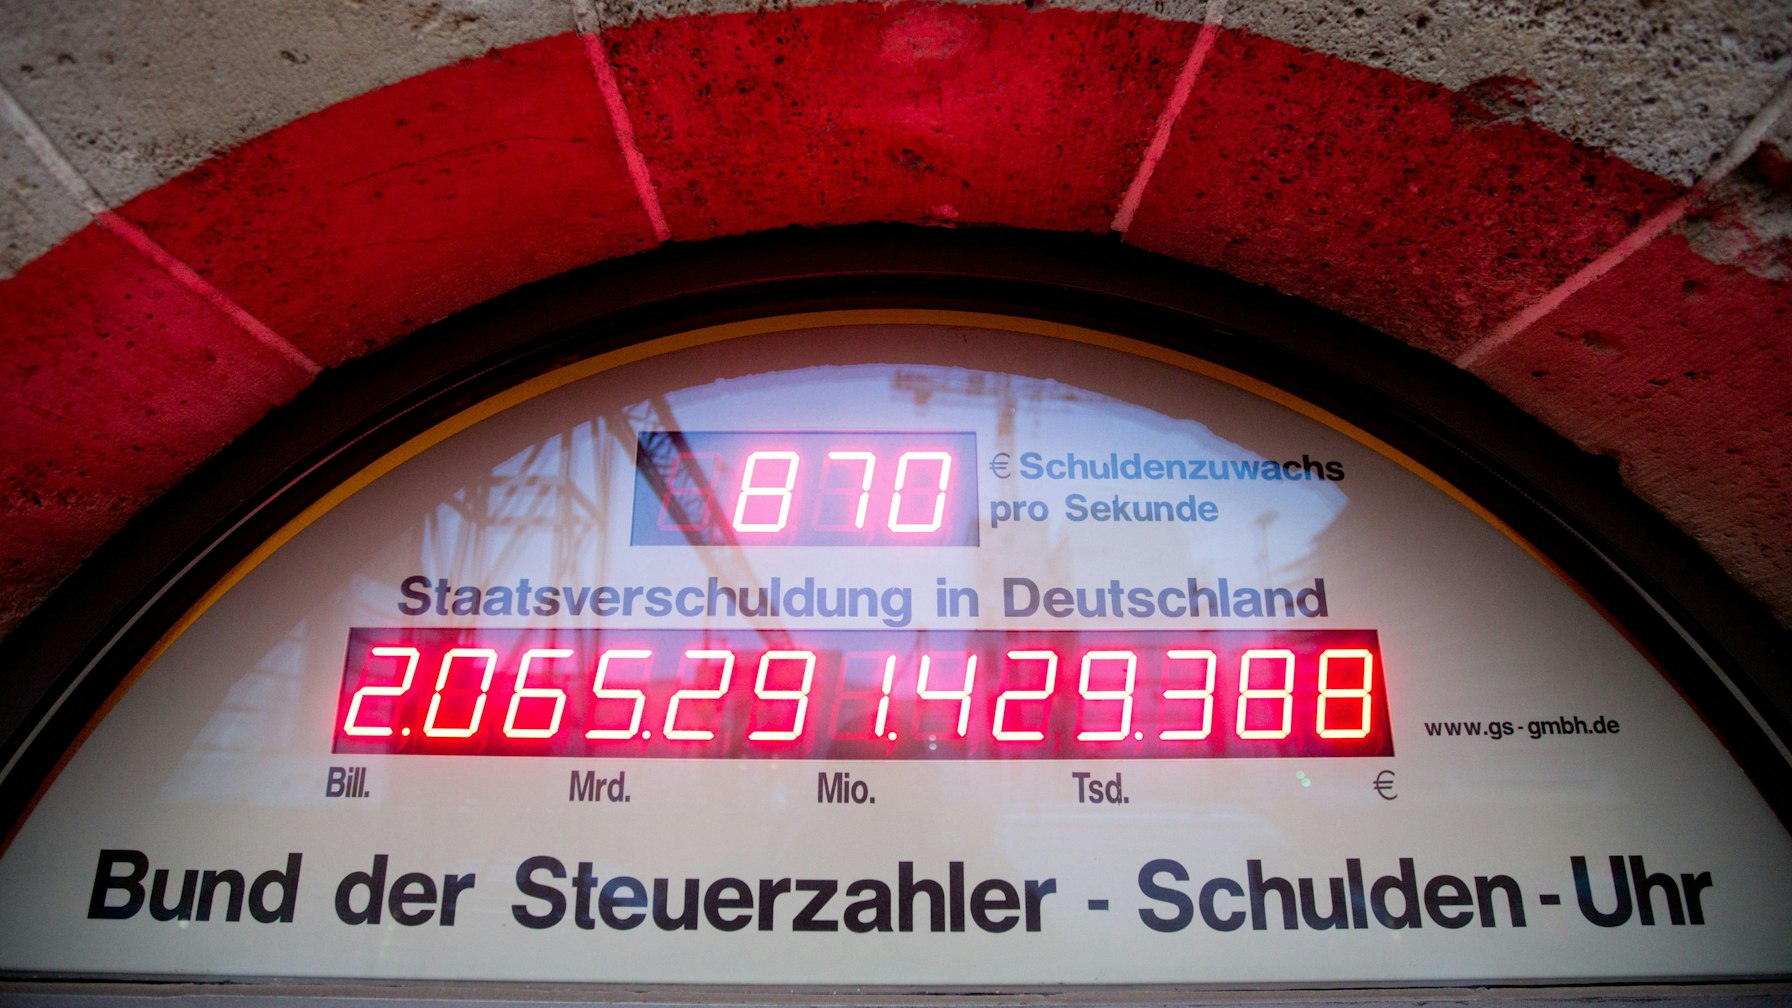 870
€ Schuldenzuwachs
pro Sekunde
Staatsverschuldung in Deutschland
2.065.291.429.388
www.gs-gmbh.de
Bill. Mrd. Mio. Tsd. €
Bund der Steuerzahler - Schulden-Uhr